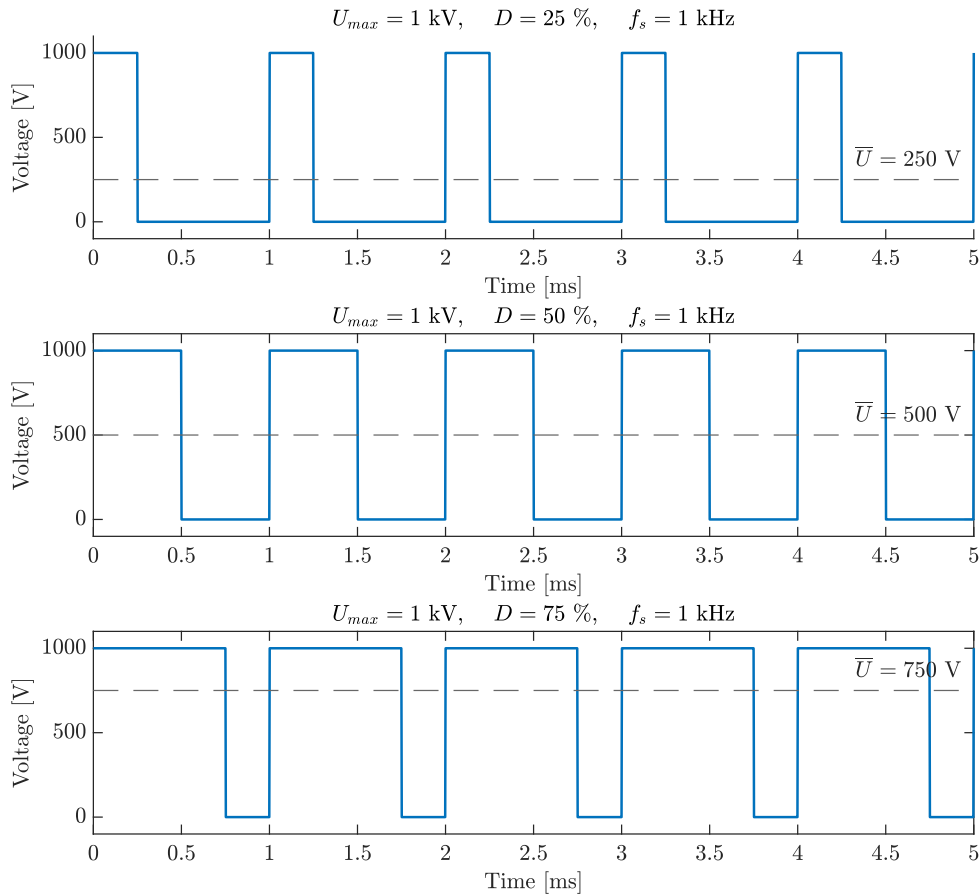 U_max = 1 kV, D = 25 %, f_s = 1 kHz
1000
500
0
Voltage [V]
U̅ = 250 V
0 0.5 1 1.5 2 2.5 3 3.5 4 4.5 5
Time [ms]
U_max = 1 kV, D = 50 %, f_s = 1 kHz
1000
500
0
Voltage [V]
U̅ = 500 V
0 0.5 1 1.5 2 2.5 3 3.5 4 4.5 5
Time [ms]
U_max = 1 kV, D = 75 %, f_s = 1 kHz
1000
500
0
Voltage [V]
U̅ = 750 V
0 0.5 1 1.5 2 2.5 3 3.5 4 4.5 5
Time [ms]